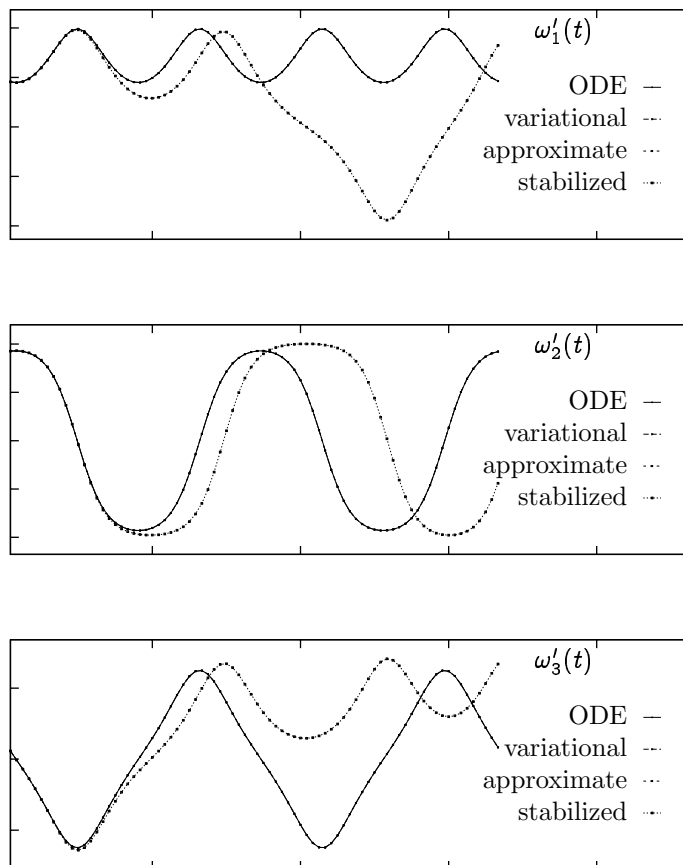 ω′₁(t)
ODE
variational
approximate
stabilized
ω′₂(t)
ODE
variational
approximate
stabilized
ω′₃(t)
ODE
variational
approximate
stabilized